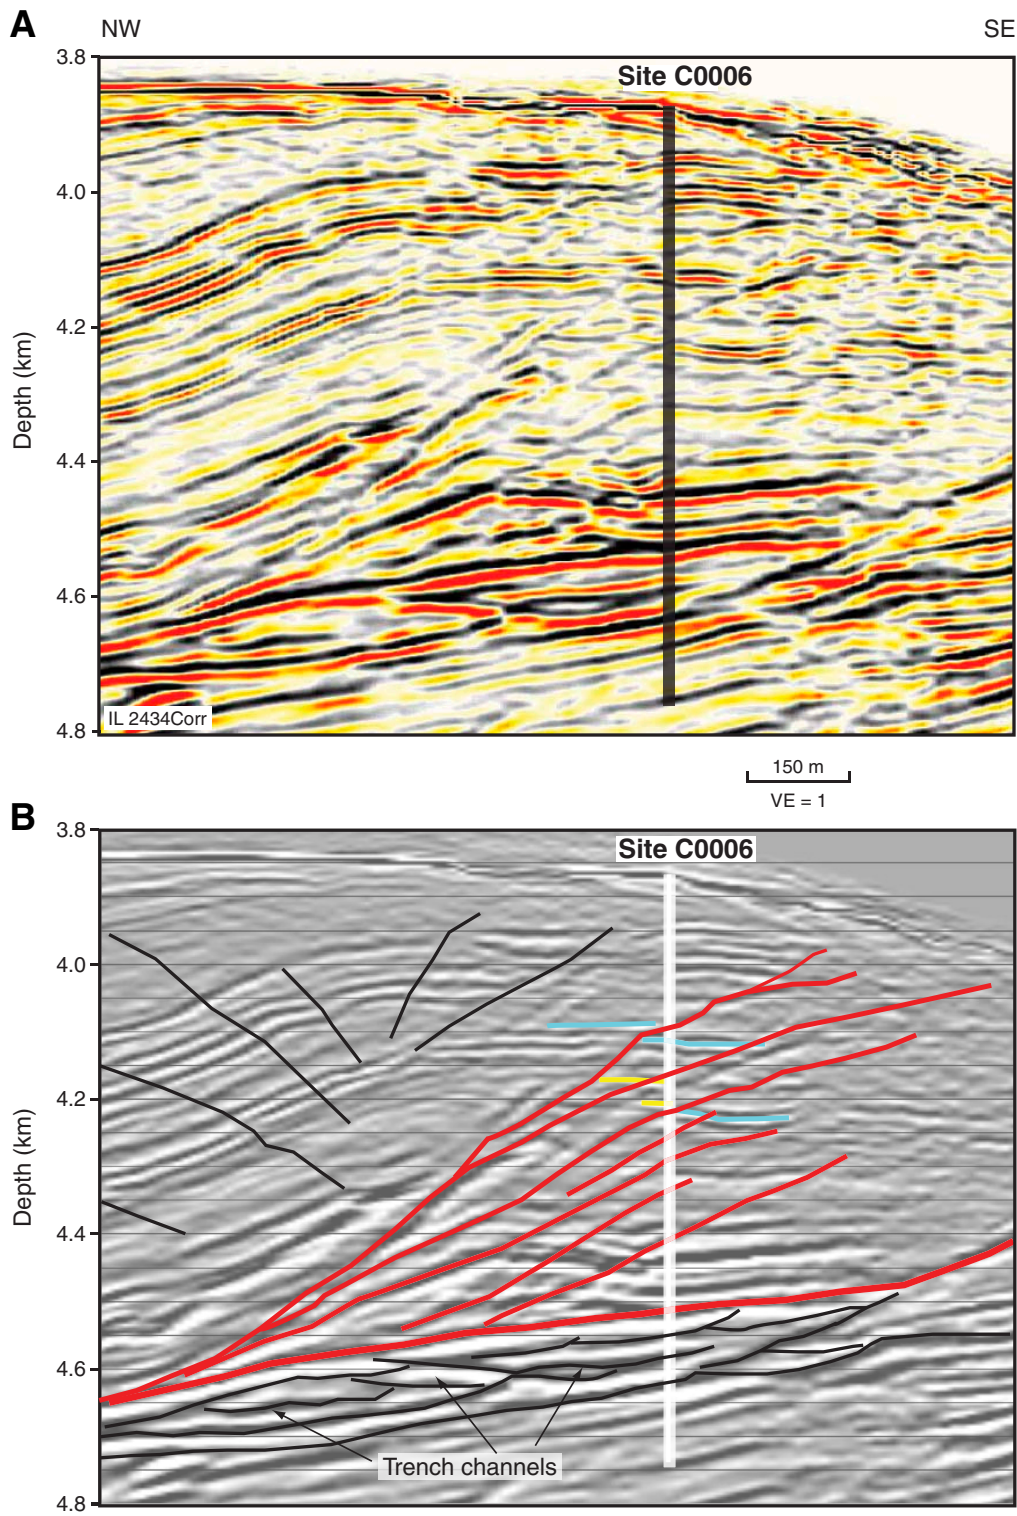 A
NW
SE
3.8
Site C0006
4.0
4.2
Depth (km)
4.4
4.6
IL 2434Corr
4.8
150 m
VE = 1
B
3.8
Site C0006
4.0
4.2
Depth (km)
4.4
4.6
Trench channels
4.8